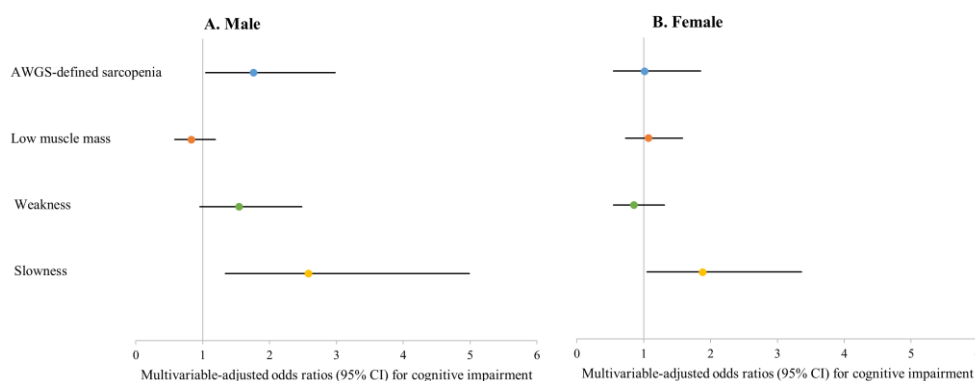 A. Male
B. Female
AWGS-defined sarcopenia
Low muscle mass
Weakness
Slowness
0 1 2 3 4 5 6
0 1 2 3 4 5
Multivariable-adjusted odds ratios (95% CI) for cognitive impairment
Multivariable-adjusted odds ratios (95% CI) for cognitive impairment